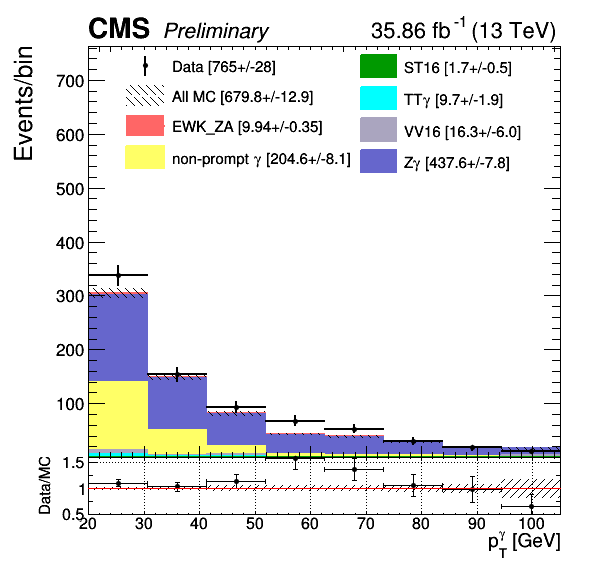 CMS Preliminary 35.86 fb⁻¹ (13 TeV)
Events/bin
Data [765+/-28]
All MC [679.8+/-12.9]
EWK_ZA [9.94+/-0.35]
non-prompt γ [204.6+/-8.1]
ST16 [1.7+/-0.5]
TTγ [9.7+/-1.9]
VV16 [16.3+/-6.0]
Zγ [437.6+/-7.8]
700
600
500
400
300
200
100
Data/MC
1.5
1
0.5
20 30 40 50 60 70 80 90 100
p_T^γ [GeV]